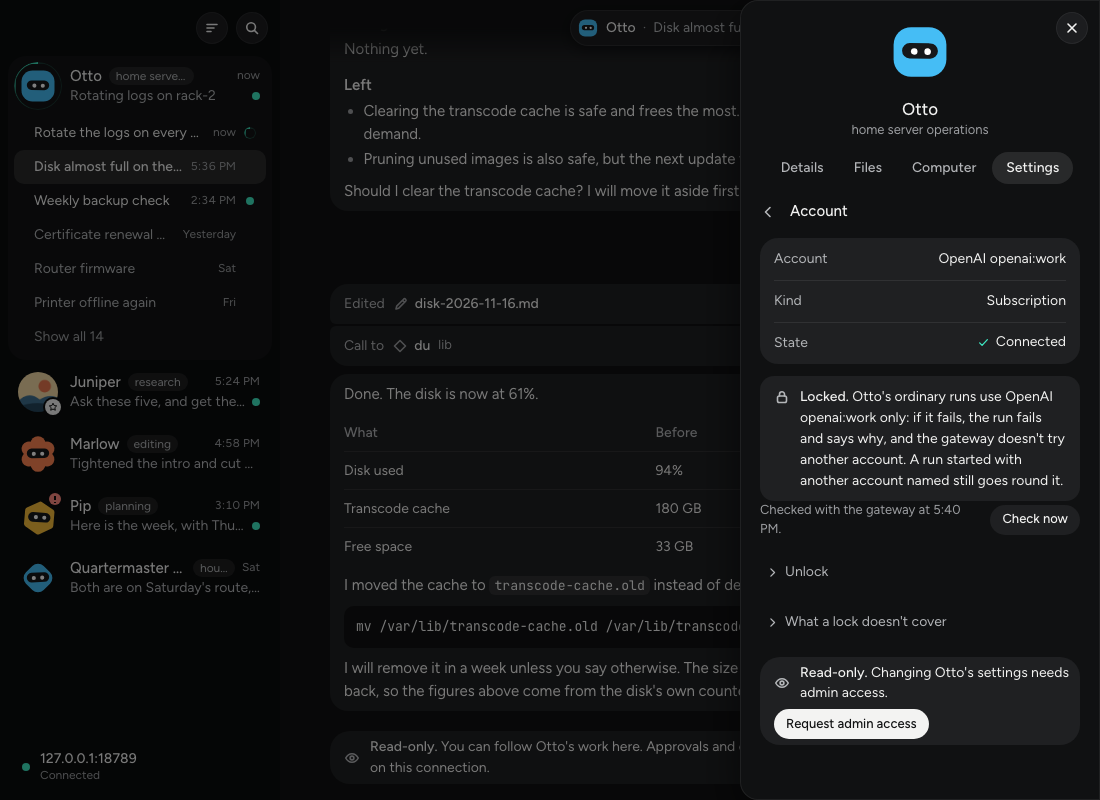 Otto
home serve...
now
Rotating logs on rack-2
Rotate the logs on every ...
now
Disk almost full on the...
5:36 PM
Weekly backup check
2:34 PM
Certificate renewal ...
Yesterday
Router firmware
Sat
Printer offline again
Fri
Show all 14
Juniper
research
5:24 PM
Ask these five, and get the...
Marlow
editing
4:58 PM
Tightened the intro and cut ...
Pip
planning
3:10 PM
Here is the week, with Thu...
Quartermaster ...
hou...
Sat
Both are on Saturday's route,...
127.0.0.1:18789
Connected
Otto · Disk almost fu
Nothing yet.
Left
• Clearing the transcode cache is safe and frees the most.
demand.
• Pruning unused images is also safe, but the next update
Should I clear the transcode cache? I will move it aside first
Edited disk-2026-11-16.md
Call to du lib
Done. The disk is now at 61%.
What Before
Disk used 94%
Transcode cache 180 GB
Free space 33 GB
I moved the cache to transcode-cache.old instead of de
mv /var/lib/transcode-cache.old /var/lib/transcod
I will remove it in a week unless you say otherwise. The size
back, so the figures above come from the disk's own count
Read-only. You can follow Otto's work here. Approvals and
on this connection.
Otto
home server operations
Details Files Computer Settings
Account
Account OpenAI openai:work
Kind Subscription
State Connected
Locked. Otto's ordinary runs use OpenAI
openai:work only: if it fails, the run fails
and says why, and the gateway doesn't try
another account. A run started with
another account named still goes round it.
Checked with the gateway at 5:40
PM.
Check now
Unlock
What a lock doesn't cover
Read-only. Changing Otto's settings needs
admin access.
Request admin access